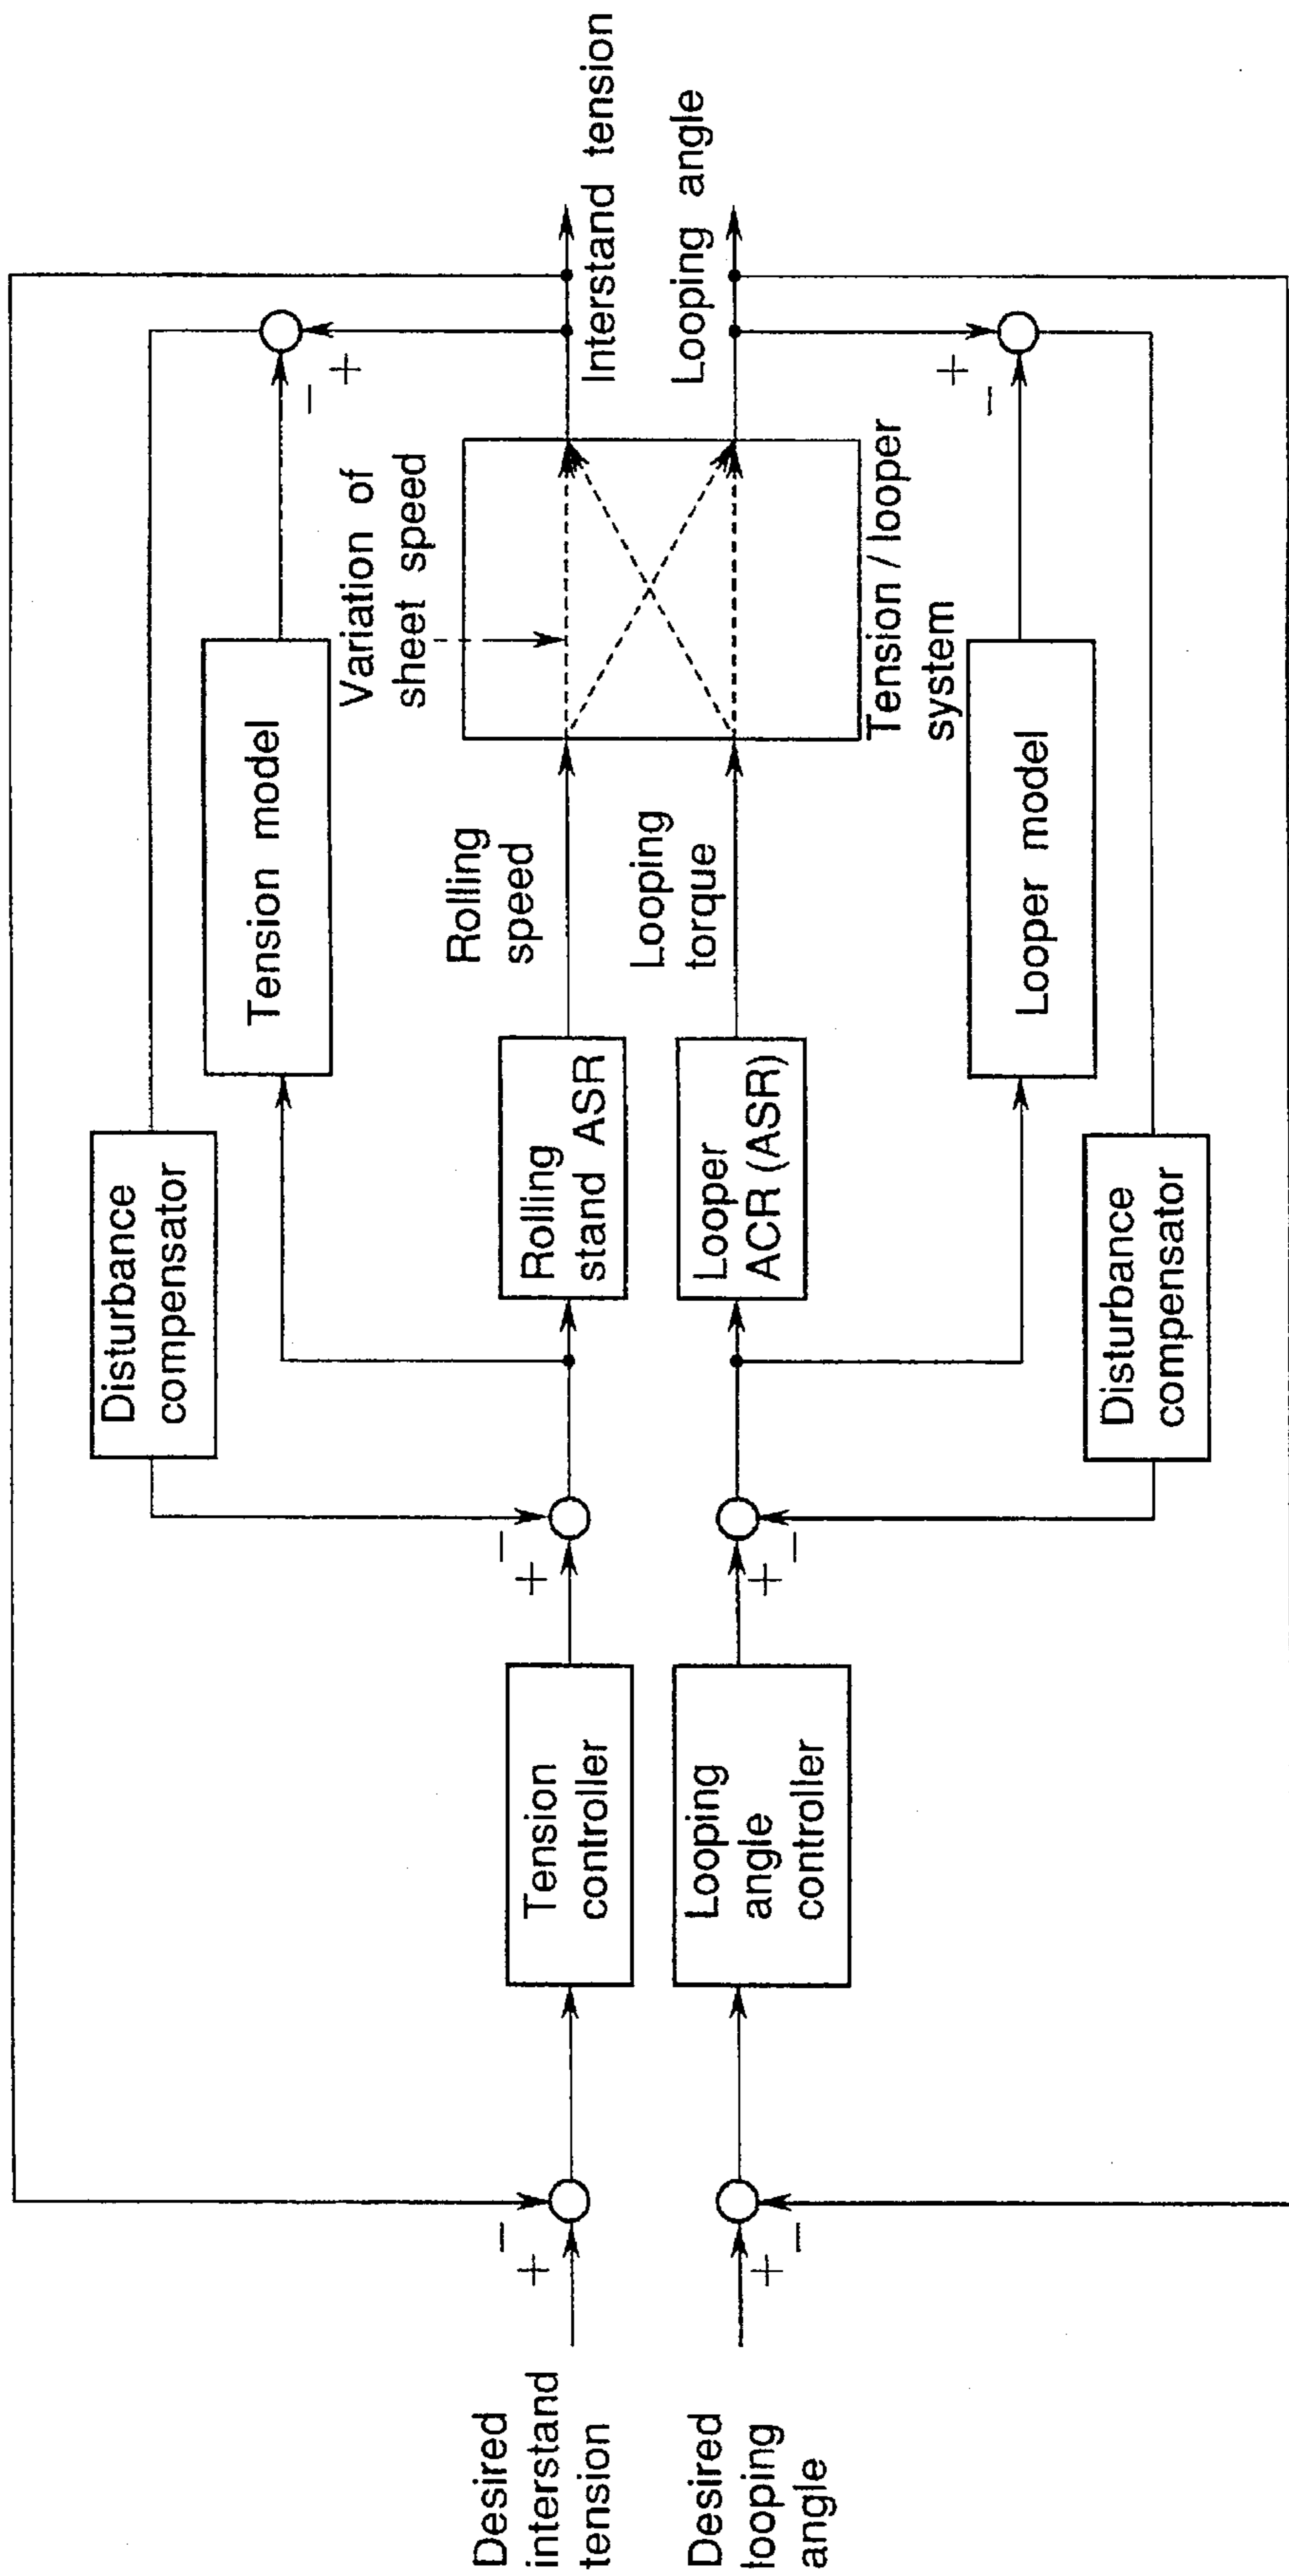 Disturbance
compensator
Tension model
Variation of
sheet speed
−
+
Desired
interstand
tension
−
+
Tension
controller
−
+
Rolling
stand ASR
Rolling
speed
Interstand tension
Desired
looping
angle
+
−
Looping
angle
controller
+
−
Looper
ACR (ASR)
Looping
torque
Looping angle
Tension / looper
system
+
−
Looper model
Disturbance
compensator